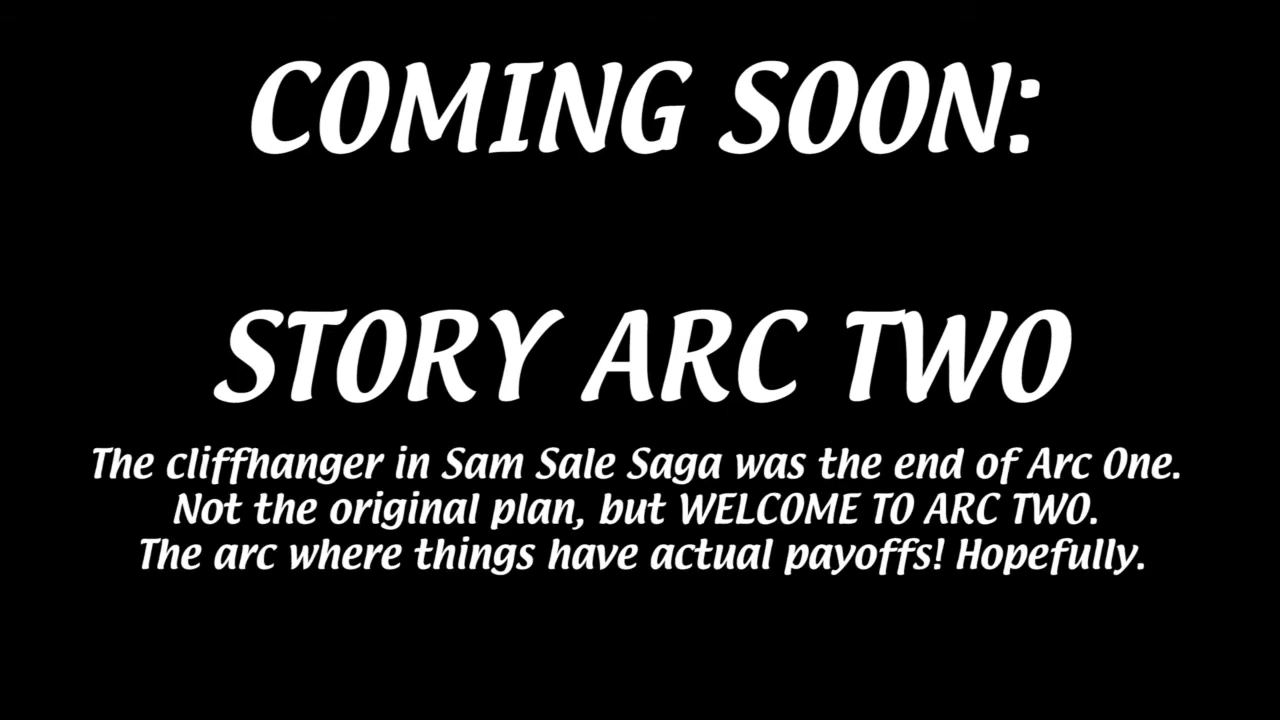 COMING SOON:
STORY ARC TWO
The cliffhanger in Sam Sale Saga was the end of Arc One.
Not the original plan, but WELCOME TO ARC TWO.
The arc where things have actual payoffs! Hopefully.